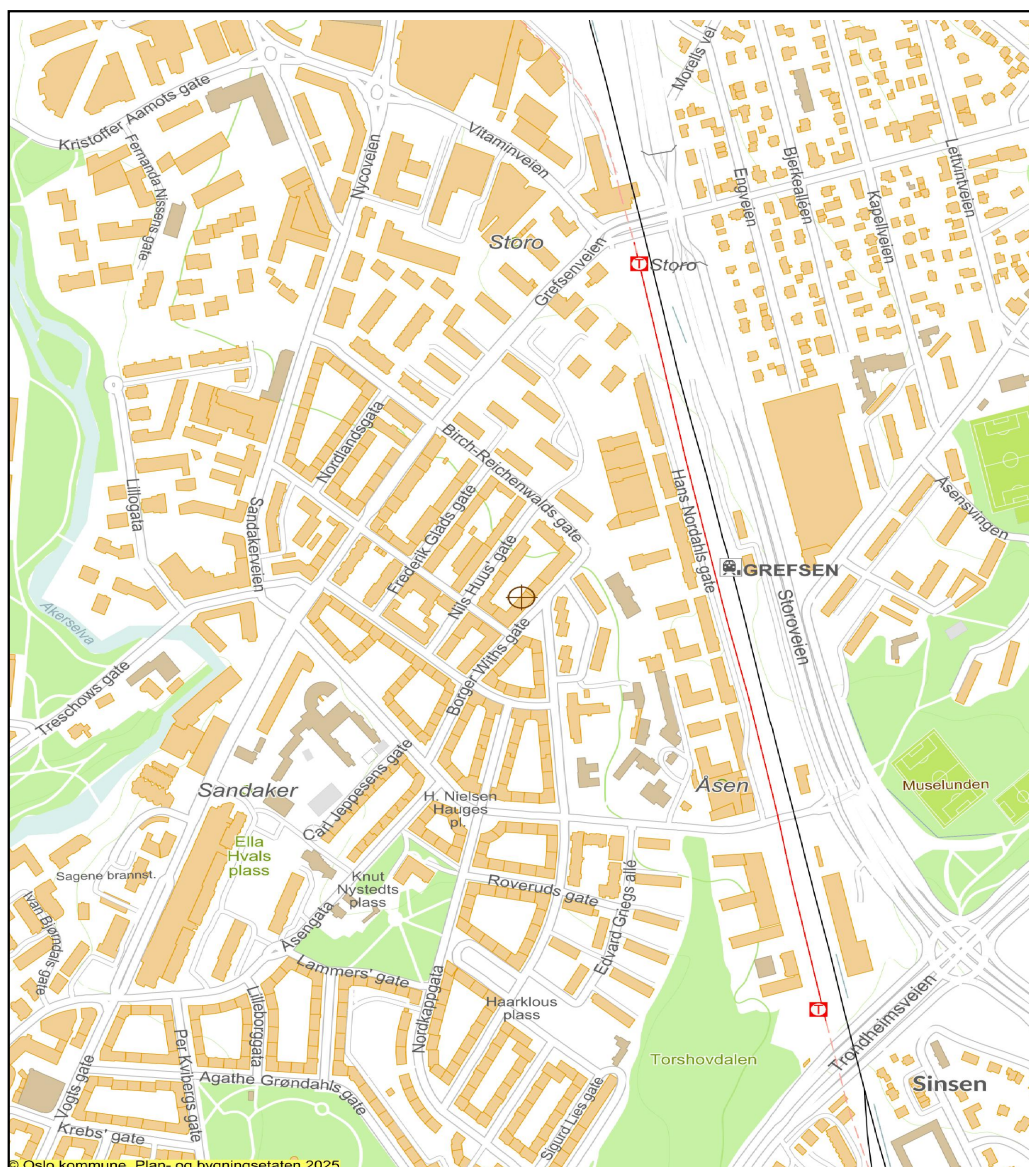 Kristoffer Aamots gate
Fernanda Nissens gate
Nycoveien
Vitaminveien
Morells vei
Engveien
Bjerkealléen
Kapellveien
Lettvintveien
Storo
Grefsenveien
T Storo
Nordlandsgata
Birch-Reichenwalds gate
Lillogata
Sandakerveien
Frederik Glads gate
Nils Huus' gate
Hans Nordahls gate
GREFSEN
Storoveien
Åsensvingen
Akerselva
Treschows gate
Borger Withs gate
Sandaker
Carl Jeppesens gate
H. Nielsen
Hauges
pl.
Åsen
Muselunden
Ella
Hvals
plass
Sagene brannst.
Knut
Nystedts
plass
Roveruds gate
Edvard Griegs allé
Ivan Bjørndals gate
Åsengata
Lammers' gate
Nordkappgata
Haarklous
plass
T
Trondheimsveien
Lilleborggata
Per Kvibergs gate
Torshovdalen
Sinsen
Vogts gate
Agathe Grøndahls gate
Krebs' gate
Sigurd Lies gate
© Oslo kommune, Plan- og bygningsetaten 2025